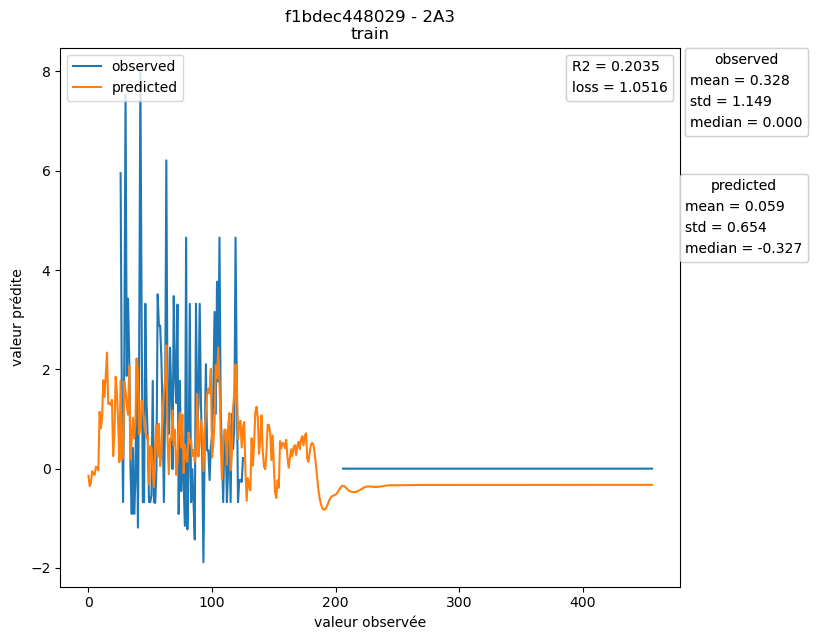 f1bdec448029 - 2A3
train
observed
predicted
R2 = 0.2035
loss = 1.0516
observed
mean = 0.328
std = 1.149
median = 0.000
predicted
mean = 0.059
std = 0.654
median = -0.327
valeur prédite
8
6
4
2
0
−2
0
100
200
300
400
valeur observée